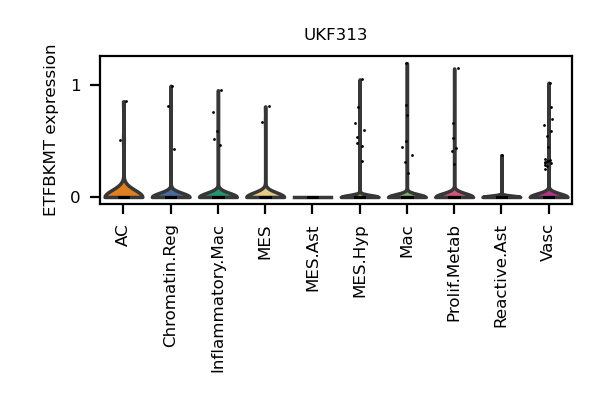 UKF313
ETFBKMT expression
1
0
AC
Chromatin.Reg
Inflammatory.Mac
MES
MES.Ast
MES.Hyp
Mac
Prolif.Metab
Reactive.Ast
Vasc